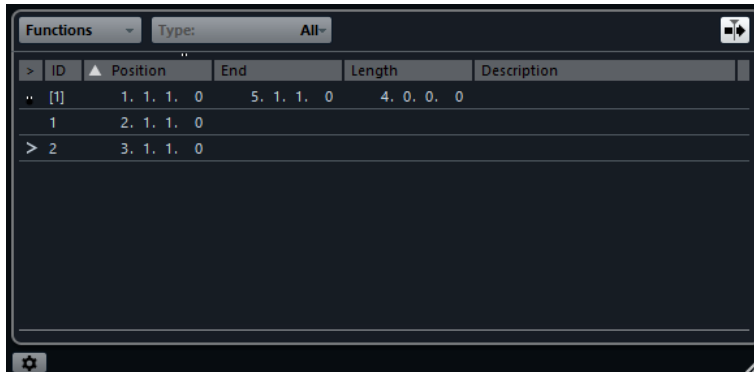 Functions Type: All
> ID Position End Length Description
[1] 1. 1. 1. 0 5. 1. 1. 0 4. 0. 0. 0
1 2. 1. 1. 0
> 2 3. 1. 1. 0